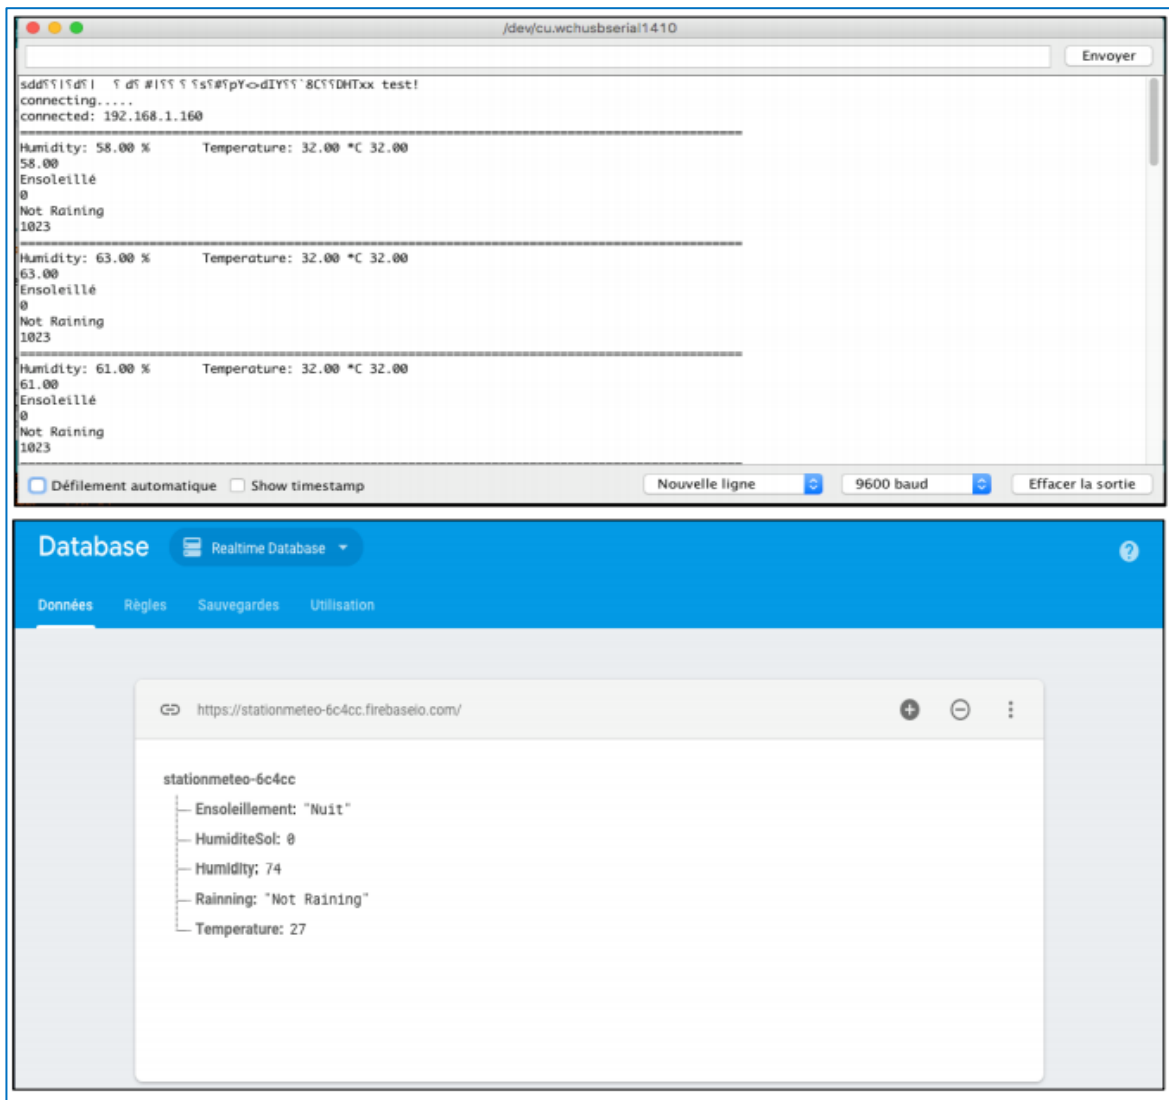 /dev/cu.wchusbserial1410
Envoyer
DHTxx test!
connecting.....
connected: 192.168.1.160
Humidity: 58.00 % Temperature: 32.00 *C 32.00
58.00
Ensoleillé
0
Not Raining
1023
Humidity: 63.00 % Temperature: 32.00 *C 32.00
63.00
Ensoleillé
0
Not Raining
1023
Humidity: 61.00 % Temperature: 32.00 *C 32.00
61.00
Ensoleillé
0
Not Raining
1023
Défilement automatique Show timestamp Nouvelle ligne 9600 baud Effacer la sortie
Database Realtime Database
Données Règles Sauvegardes Utilisation
https://stationmeteo-6c4cc.firebaseio.com/
stationmeteo-6c4cc
Ensoleillement: "Nuit"
HumiditeSol: 0
Humidity: 74
Rainning: "Not Raining"
Temperature: 27